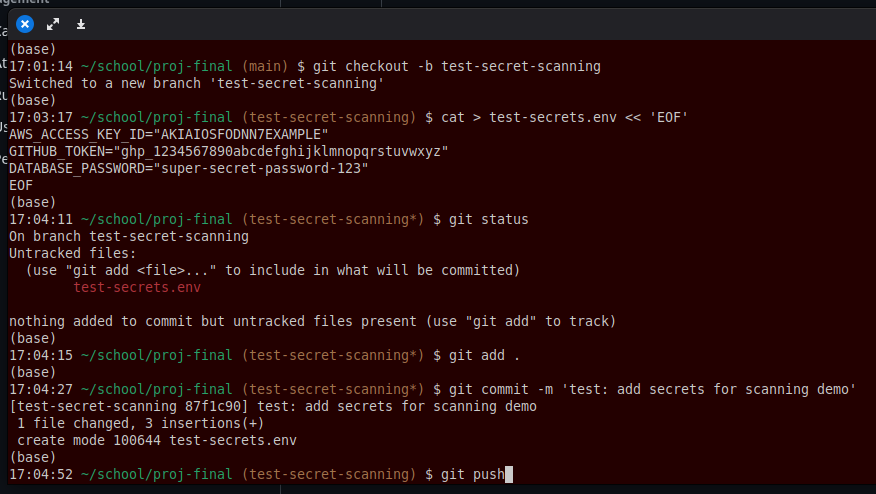 (base)
17:01:14 ~/school/proj-final (main) $ git checkout -b test-secret-scanning
Switched to a new branch 'test-secret-scanning'
(base)
17:03:17 ~/school/proj-final (test-secret-scanning) $ cat > test-secrets.env << 'EOF'
AWS_ACCESS_KEY_ID="AKIAIOSFODNN7EXAMPLE"
GITHUB_TOKEN="ghp_1234567890abcdefghijklmnopqrstuvwxyz"
DATABASE_PASSWORD="super-secret-password-123"
EOF
(base)
17:04:11 ~/school/proj-final (test-secret-scanning*) $ git status
On branch test-secret-scanning
Untracked files:
  (use "git add <file>..." to include in what will be committed)
        test-secrets.env

nothing added to commit but untracked files present (use "git add" to track)
(base)
17:04:15 ~/school/proj-final (test-secret-scanning*) $ git add .
(base)
17:04:27 ~/school/proj-final (test-secret-scanning*) $ git commit -m 'test: add secrets for scanning demo'
[test-secret-scanning 87f1c90] test: add secrets for scanning demo
 1 file changed, 3 insertions(+)
 create mode 100644 test-secrets.env
(base)
17:04:52 ~/school/proj-final (test-secret-scanning) $ git push